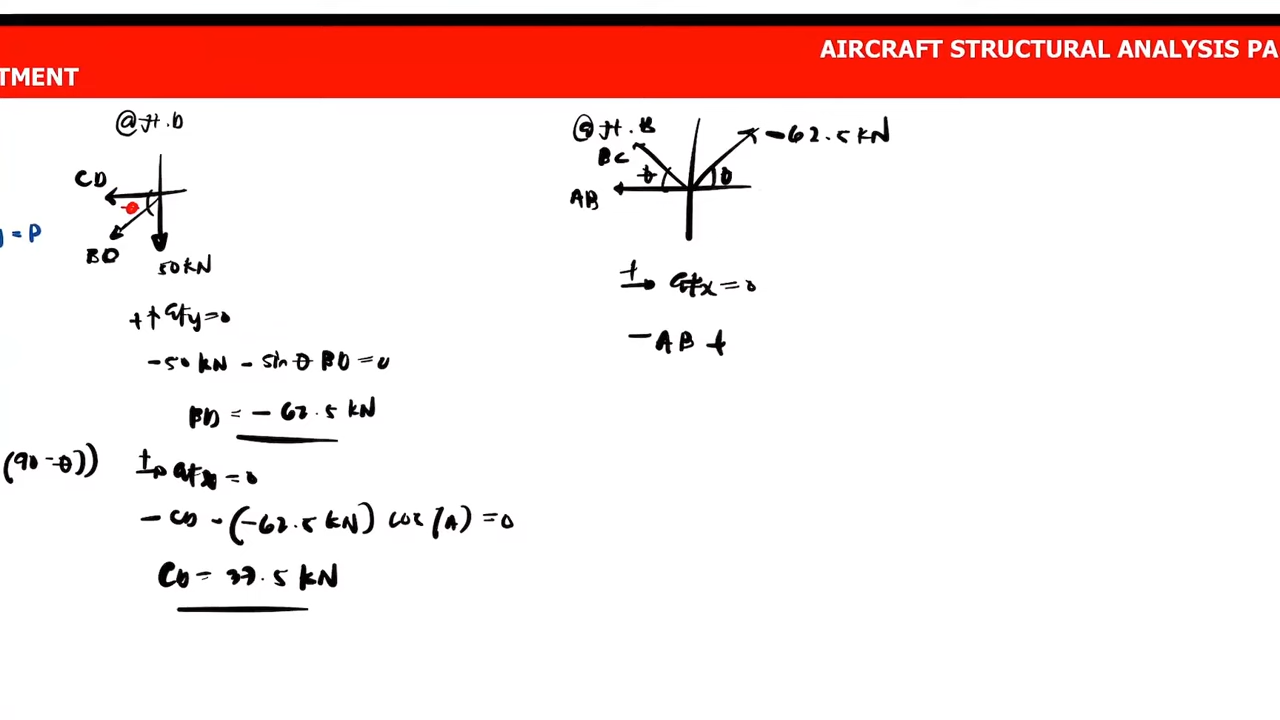 AIRCRAFT STRUCTURAL ANALYSIS PA
TMENT
@Jt. D
CD
θ
BD
50 kN
y = P
+↑ Σfy = 0
-50 kN - sin θ BD = 0
BD = - 62.5 kN
(90 - θ))
+→ Σfx = 0
- CD - (-62.5 kN) cos (A) = 0
CD = 37.5 kN
@Jt. B
BC
-62.5 kN
θ
θ
AB
+→ Σfx = 0
- AB +